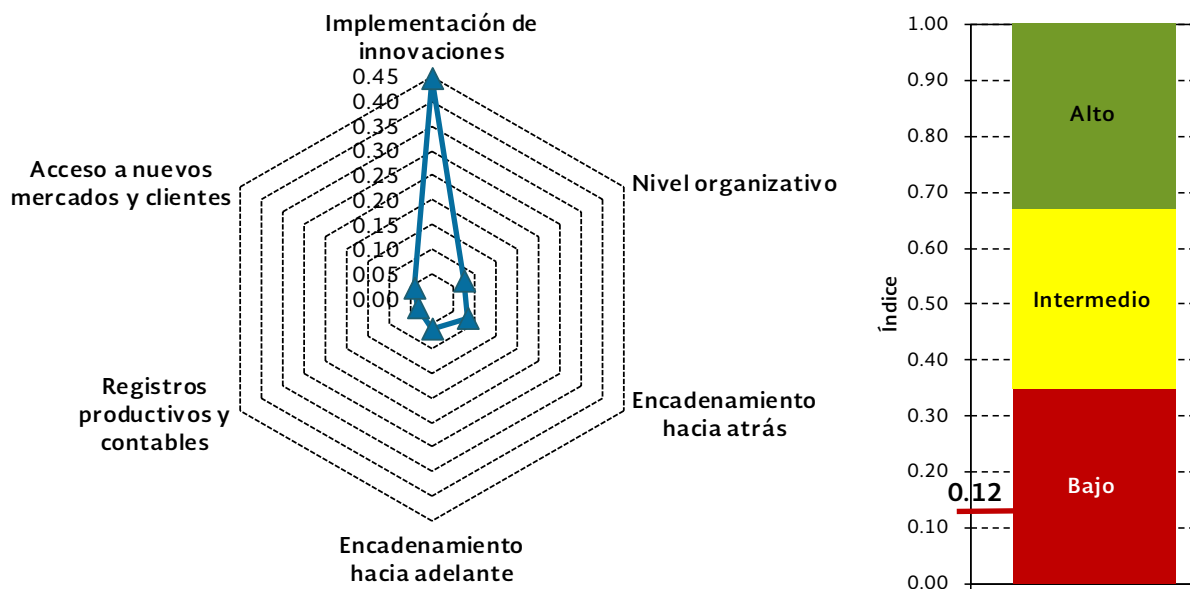 Implementación de
innovaciones
0.45
0.40
0.35
0.30
0.25
0.20
0.15
0.10
0.05
0.00
Nivel organizativo
Encadenamiento
hacia atrás
Encadenamiento
hacia adelante
Registros
productivos y
contables
Acceso a nuevos
mercados y clientes
Índice
1.00
0.90
0.80
0.70
0.60
0.50
0.40
0.30
0.20
0.10
0.00
0.12
Alto
Intermedio
Bajo